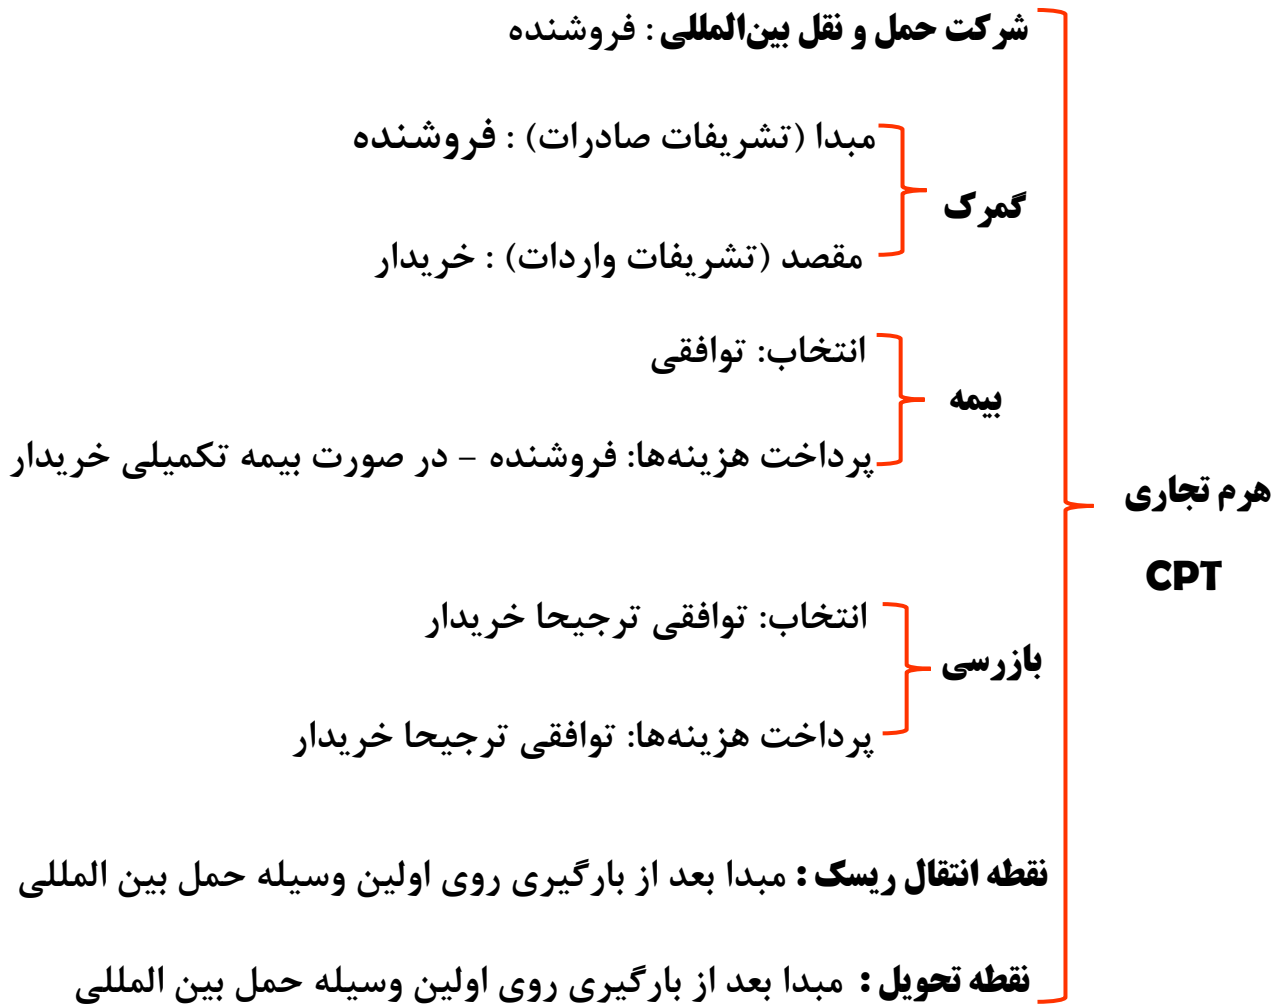 شرکت حمل و نقل بین‌المللی : فروشنده
مبدا (تشریفات صادرات) : فروشنده
گمرک
مقصد (تشریفات واردات) : خریدار
انتخاب: توافقی
بیمه
پرداخت هزینه‌ها: فروشنده - در صورت بیمه تکمیلی خریدار
هرم تجاری
CPT
انتخاب: توافقی ترجیحا خریدار
بازرسی
پرداخت هزینه‌ها: توافقی ترجیحا خریدار
نقطه انتقال ریسک : مبدا بعد از بارگیری روی اولین وسیله حمل بین المللی
نقطه تحویل : مبدا بعد از بارگیری روی اولین وسیله حمل بین المللی